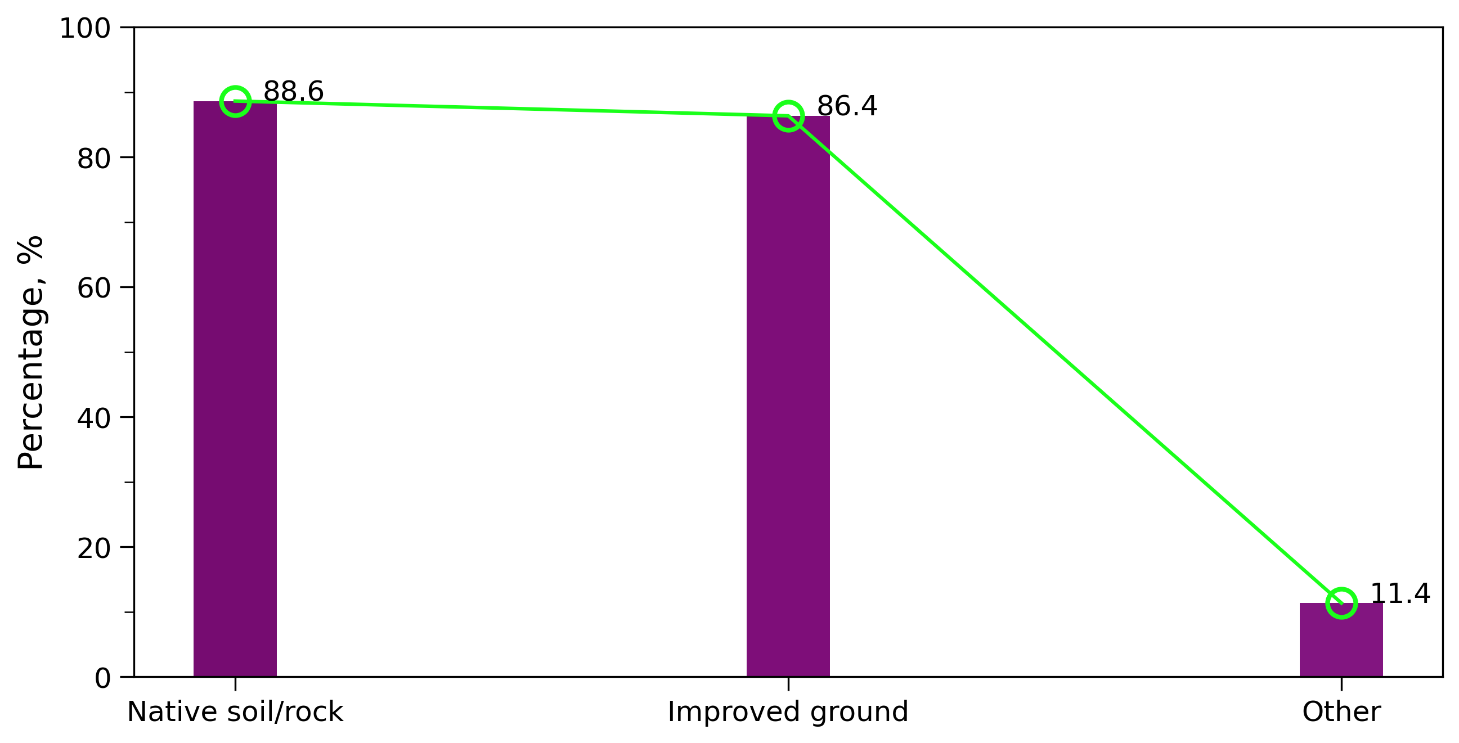 100
80
60
40
20
0
Percentage, %
88.6
86.4
11.4
Native soil/rock
Improved ground
Other